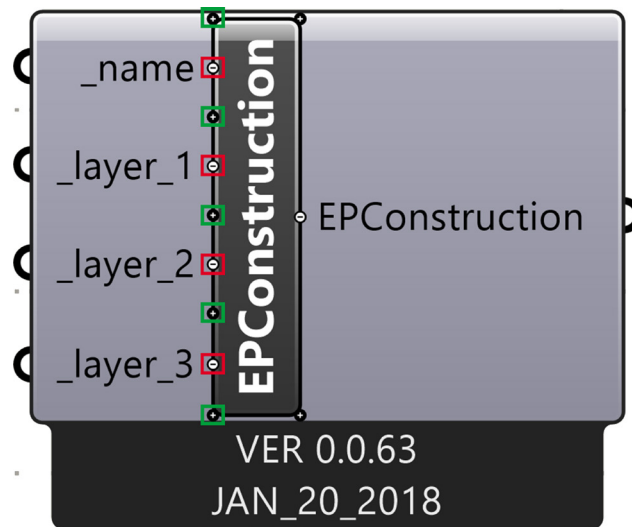 _name
_layer_1
_layer_2
_layer_3
EPConstruction
EPConstruction
VER 0.0.63
JAN_20_2018